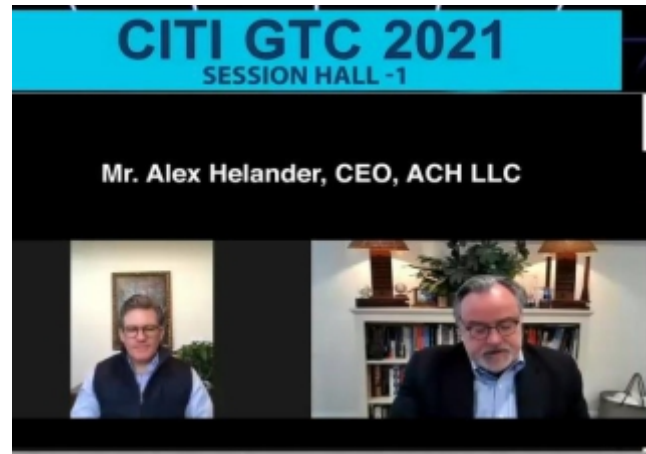 CITI GTC 2021
SESSION HALL -1
Mr. Alex Helander, CEO, ACH LLC